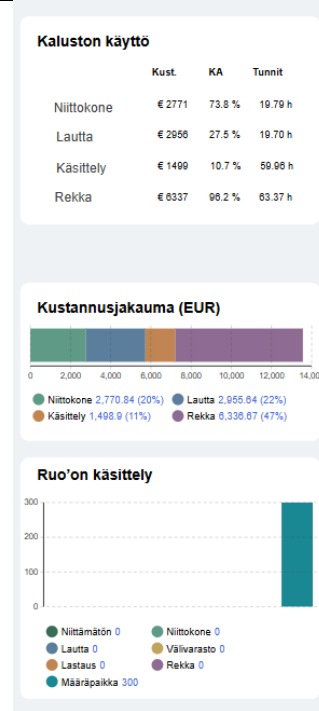 Kaluston käyttö
Kust. KA Tunnit
Niittokone € 2771 73.8 % 19.79 h
Lautta € 2956 27.5 % 19.70 h
Käsittely € 1499 10.7 % 59.96 h
Rekka € 6337 96.2 % 63.37 h
Kustannusjakauma (EUR)
0 2,000 4,000 6,000 8,000 10,000 12,000 14,00
Niittokone 2,770.84 (20%) Lautta 2,955.64 (22%)
Käsittely 1,498.9 (11%) Rekka 6,336.67 (47%)
Ruo'on käsittely
300
200
100
0
Niittämätön 0 Niittokone 0
Lautta 0 Välivarasto 0
Lastaus 0 Rekka 0
Määräpaikka 300